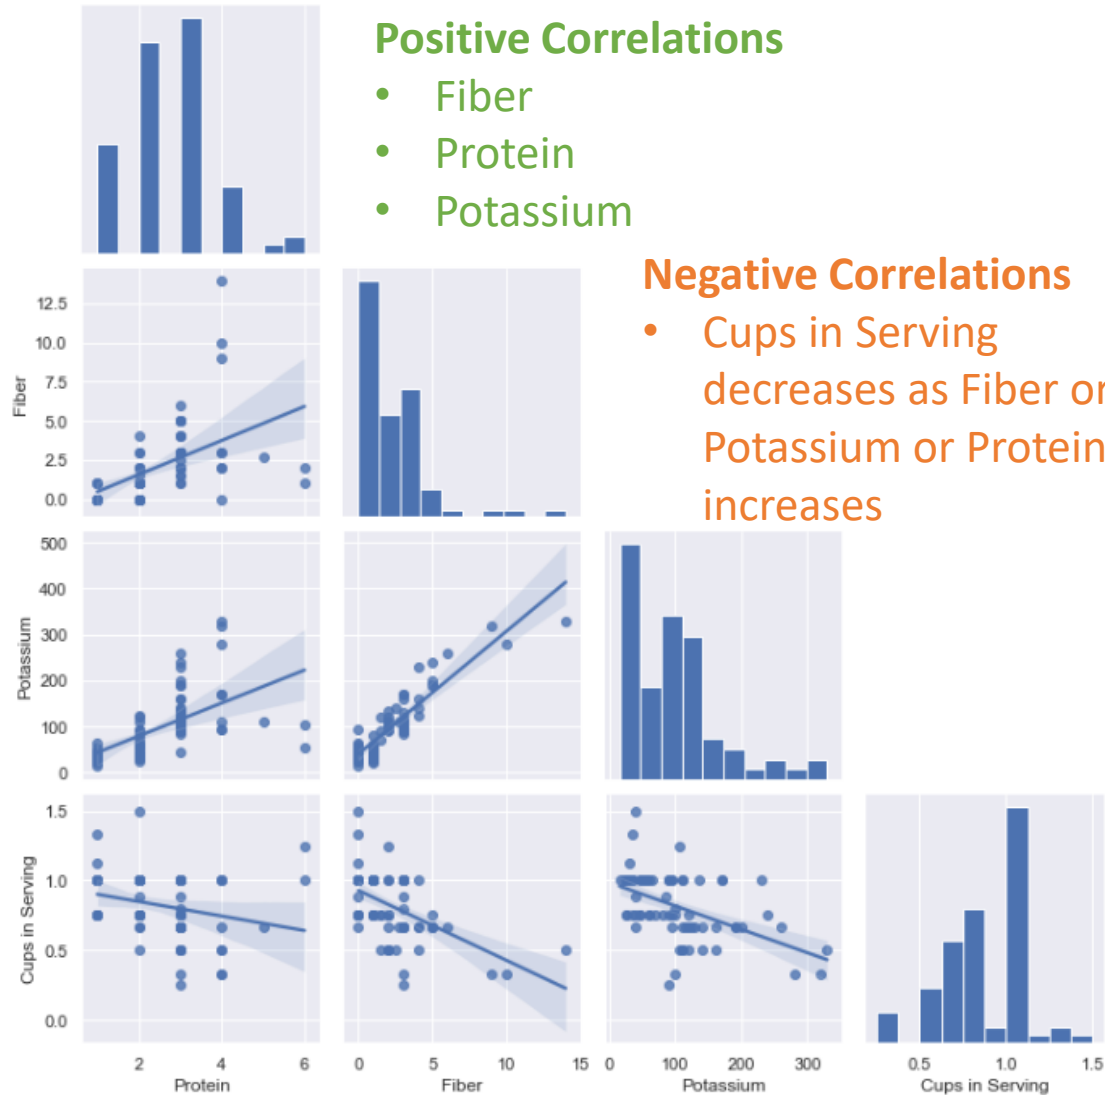 Positive Correlations
• Fiber
• Protein
• Potassium
Negative Correlations
• Cups in Serving
decreases as Fiber or
Potassium or Protein
increases
12.5
10.0
7.5
5.0
2.5
0.0
Fiber
500
400
300
200
100
0
Potassium
1.5
1.0
0.5
0.0
Cups in Serving
2 4 6
Protein
0 5 10 15
Fiber
0 100 200 300
Potassium
0.5 1.0 1.5
Cups in Serving